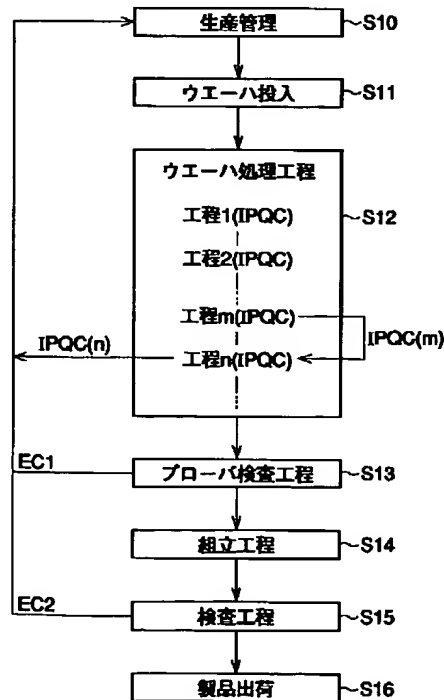 生産管理 S10
ウエーハ投入 S11
ウエーハ処理工程 S12
工程1(IPQC)
工程2(IPQC)
工程m(IPQC)
IPQC(m)
IPQC(n)
工程n(IPQC)
EC1
プローバ検査工程 S13
組立工程 S14
EC2
検査工程 S15
製品出荷 S16